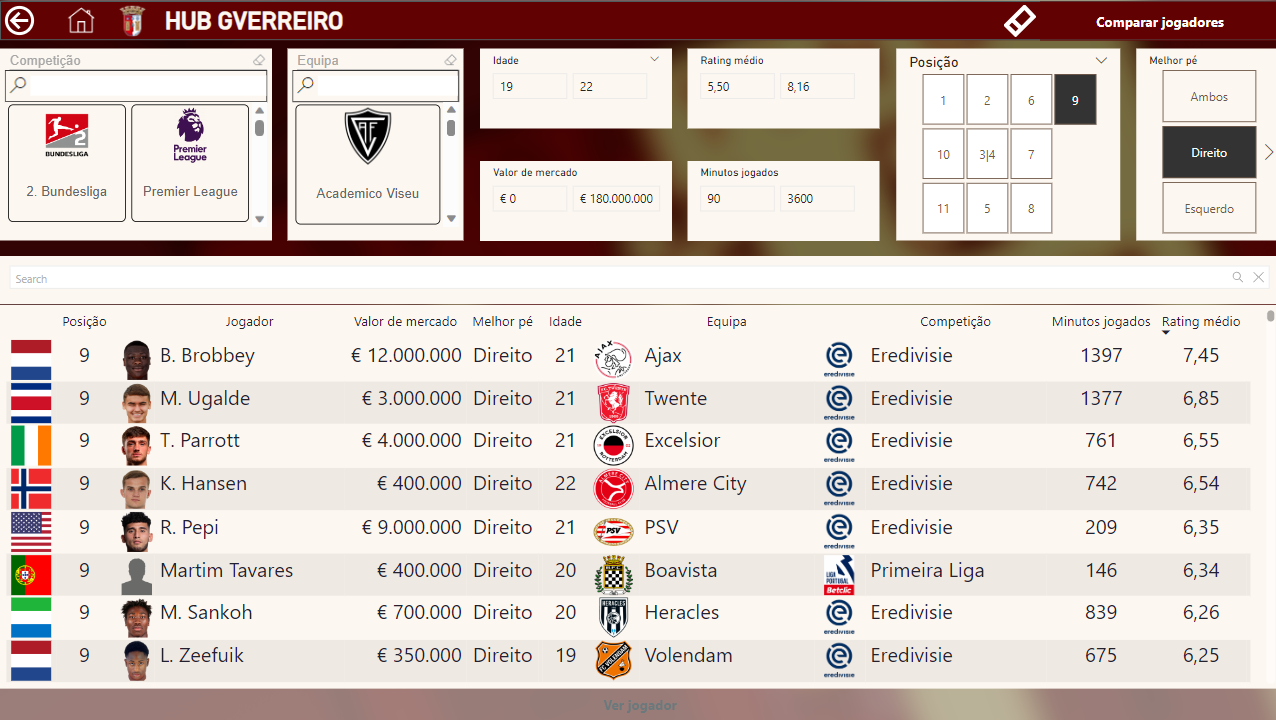 HUB GVERREIRO
Comparar jogadores
Competição
2. Bundesliga
BUNDESLIGA
2
Premier
League
Premier League
Equipa
Academico Viseu
Idade
19 22
Rating médio
5,50 8,16
Valor de mercado
€ 0 € 180.000.000
Minutos jogados
90 3600
Posição
1 2 6 9
10 3|4 7
11 5 8
Melhor pé
Ambos
Direito
Esquerdo
Search
Posição Jogador Valor de mercado Melhor pé Idade Equipa Competição Minutos jogados Rating médio
9 B. Brobbey € 12.000.000 Direito 21 AJAX Ajax eredivisie Eredivisie 1397 7,45
9 M. Ugalde € 3.000.000 Direito 21 Twente eredivisie Eredivisie 1377 6,85
9 T. Parrott € 4.000.000 Direito 21 EXCELSIOR ROTTERDAM Excelsior eredivisie Eredivisie 761 6,55
9 K. Hansen € 400.000 Direito 22 ALMERE CITY Almere City eredivisie Eredivisie 742 6,54
9 R. Pepi € 9.000.000 Direito 21 PSV PSV eredivisie Eredivisie 209 6,35
9 Martim Tavares € 400.000 Direito 20 Boavista LIGA PORTUGAL Betclic Primeira Liga 146 6,34
9 M. Sankoh € 700.000 Direito 20 HERACLES Heracles eredivisie Eredivisie 839 6,26
9 L. Zeefuik € 350.000 Direito 19 FC VOLENDAM Volendam eredivisie Eredivisie 675 6,25
Ver jogador